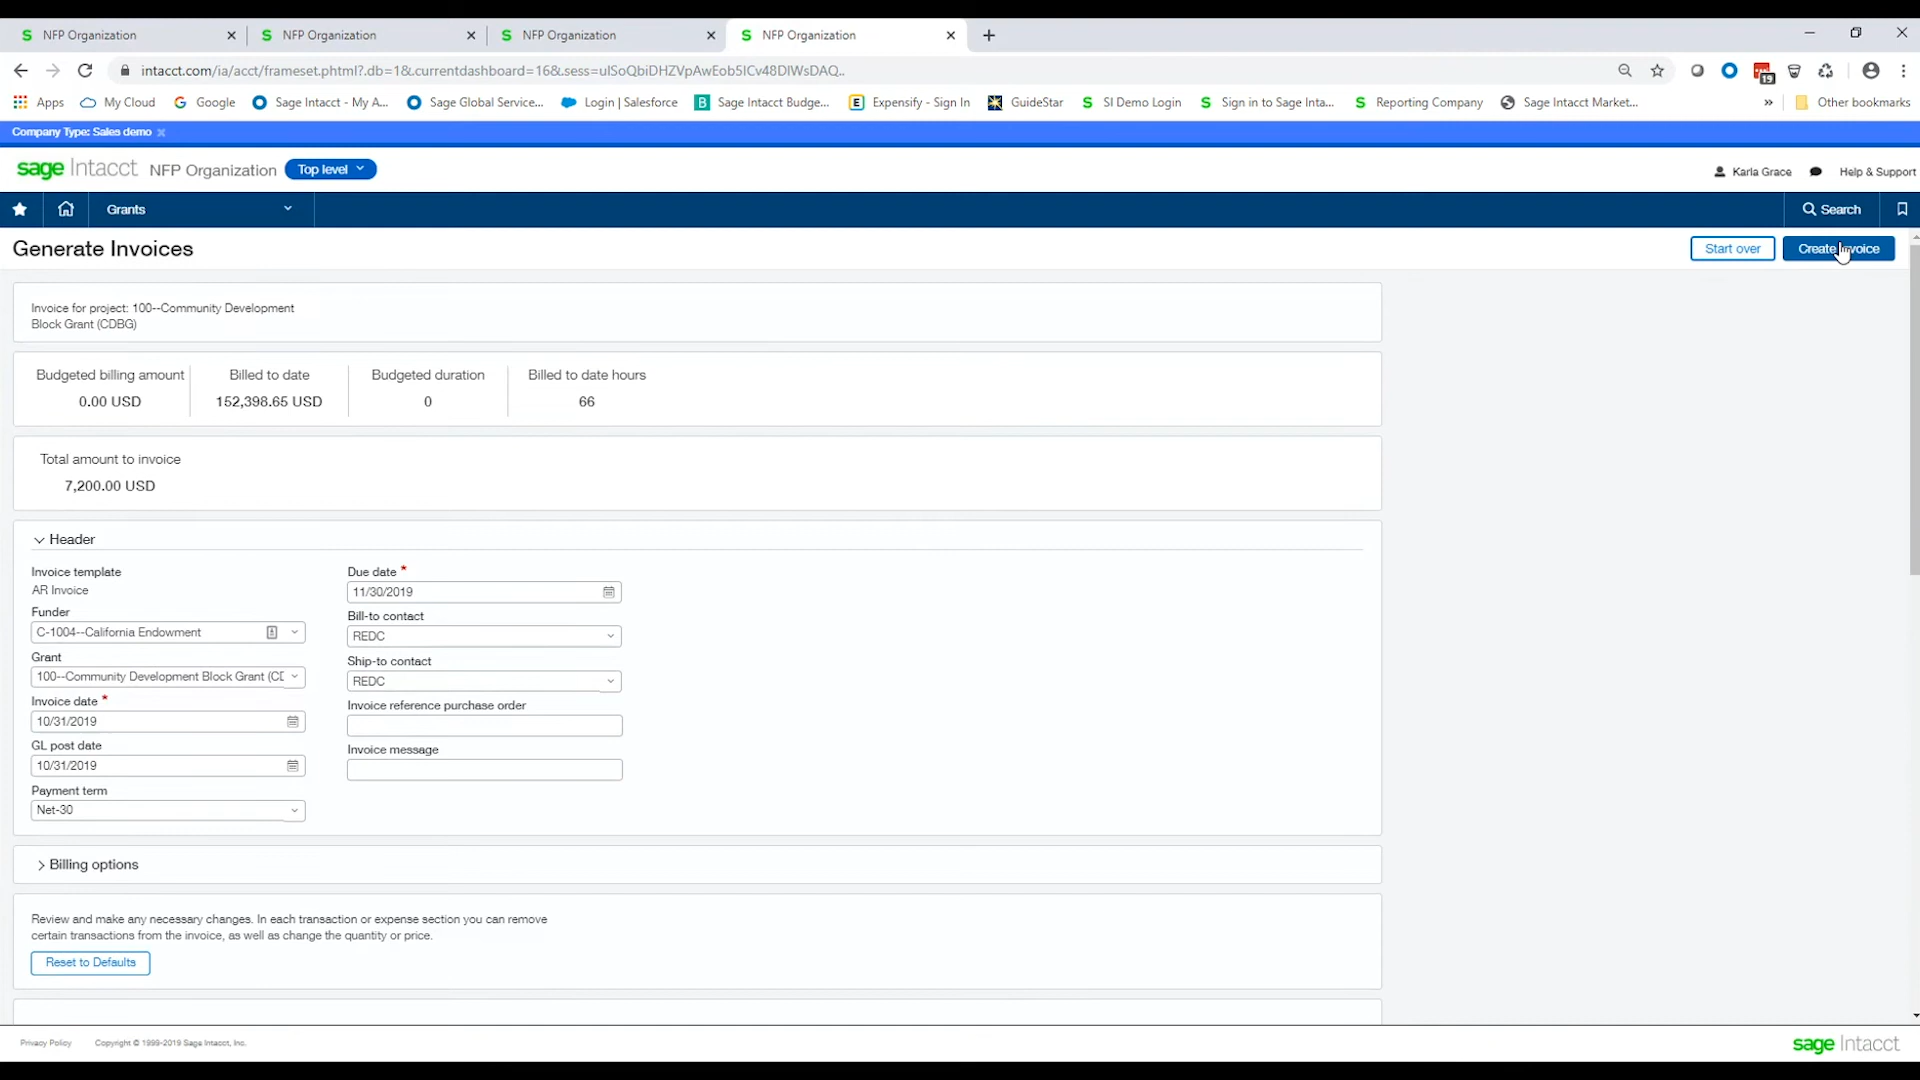 NFP Organization
NFP Organization
NFP Organization
NFP Organization
intacct.com/ia/acct/frameset.phtml?.db=1&.currentdashboard=16&.sess=
Apps
My Cloud
Google
Sage Intacct - My A...
Sage Global Service...
Login | Salesforce
Sage Intacct Budge...
Expensify - Sign In
GuideStar
SI Demo Login
Sign in to Sage Inta...
Reporting Company
Sage Intacct Market...
Other bookmarks
Company Type: Sales demo
sage Intacct
NFP Organization
Top level
Karla Grace
Help & Support
Grants
Search
Generate Invoices
Start over
Create Invoice
Invoice for project: 100--Community Development
Block Grant (CDBG)
Budgeted billing amount
Billed to date
Budgeted duration
Billed to date hours
0.00 USD
152,398.65 USD
0
66
Total amount to invoice
7,200.00 USD
Header
Invoice template
AR Invoice
Funder
C-1004--California Endowment
Grant
100--Community Development Block Grant (CD
Invoice date *
10/31/2019
GL post date
10/31/2019
Payment term
Net-30
Due date *
11/30/2019
Bill-to contact
REDC
Ship-to contact
REDC
Invoice reference purchase order
Invoice message
Billing options
Review and make any necessary changes. In each transaction or expense section you can remove
certain transactions from the invoice, as well as change the quantity or price.
Reset to Defaults
Privacy Policy
Copyright © 1999-2019 Sage Intacct, Inc.
sage Intacct